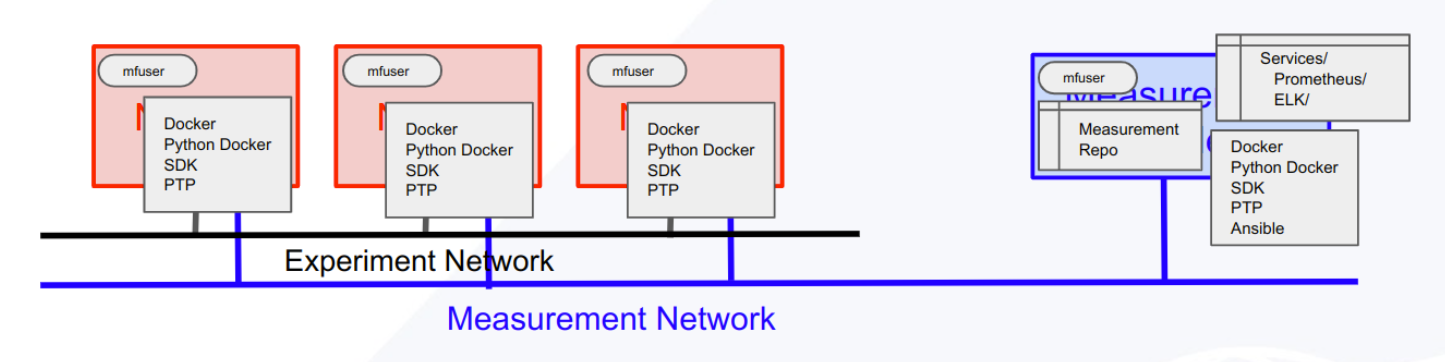 mfuser
Docker
Python Docker
SDK
PTP
mfuser
Docker
Python Docker
SDK
PTP
mfuser
Docker
Python Docker
SDK
PTP
mfuser
Measurement
Repo
Services/
Prometheus/
ELK/
Docker
Python Docker
SDK
PTP
Ansible
Experiment Network
Measurement Network